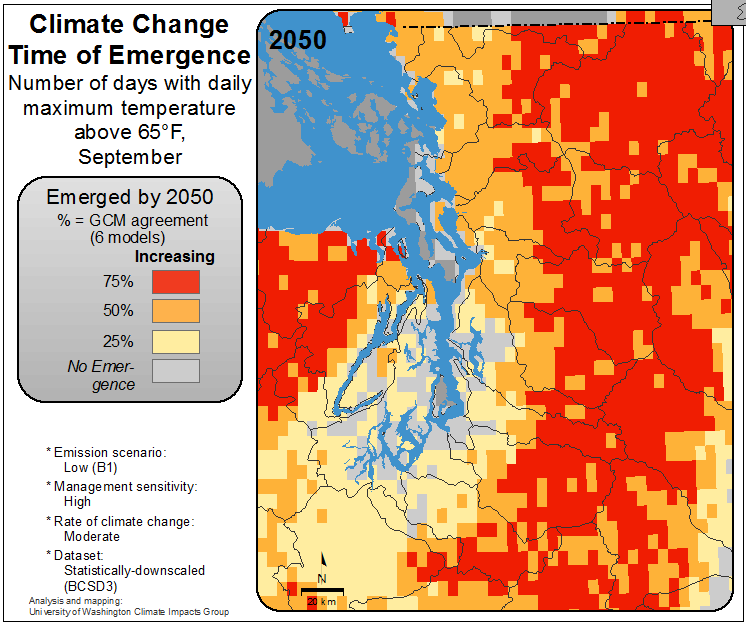 Climate Change
Time of Emergence
Number of days with daily
maximum temperature
above 65°F,
September
Emerged by 2050
% = GCM agreement
(6 models)
Increasing
75%
50%
25%
No Emer-
gence
* Emission scenario:
Low (B1)
* Management sensitivity:
High
* Rate of climate change:
Moderate
* Dataset:
Statistically-downscaled
(BCSD3)
Analysis and mapping:
University of Washington Climate Impacts Group
2050
N
20 km